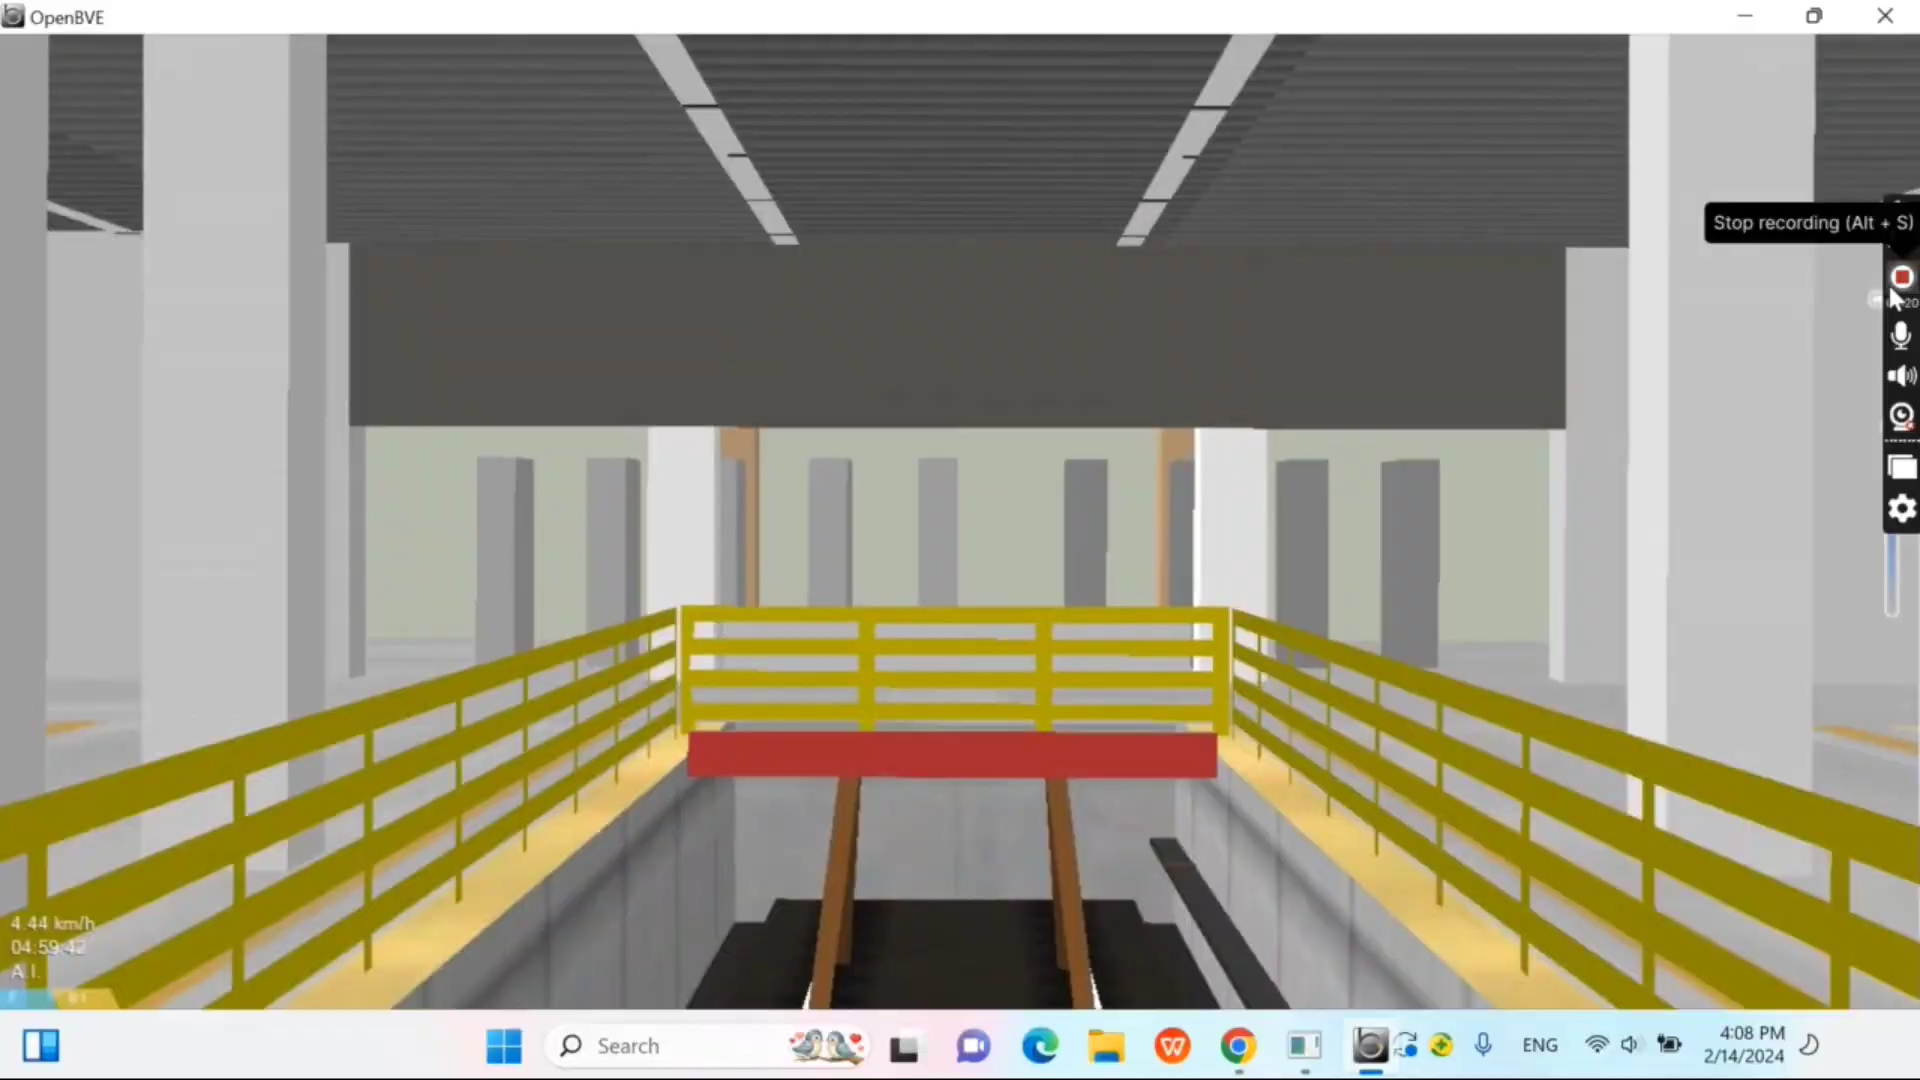 OpenBVE
Stop recording (Alt + S)
4.44 km/h
04:59:42
A.I.
Search
ENG
4:08 PM
2/14/2024